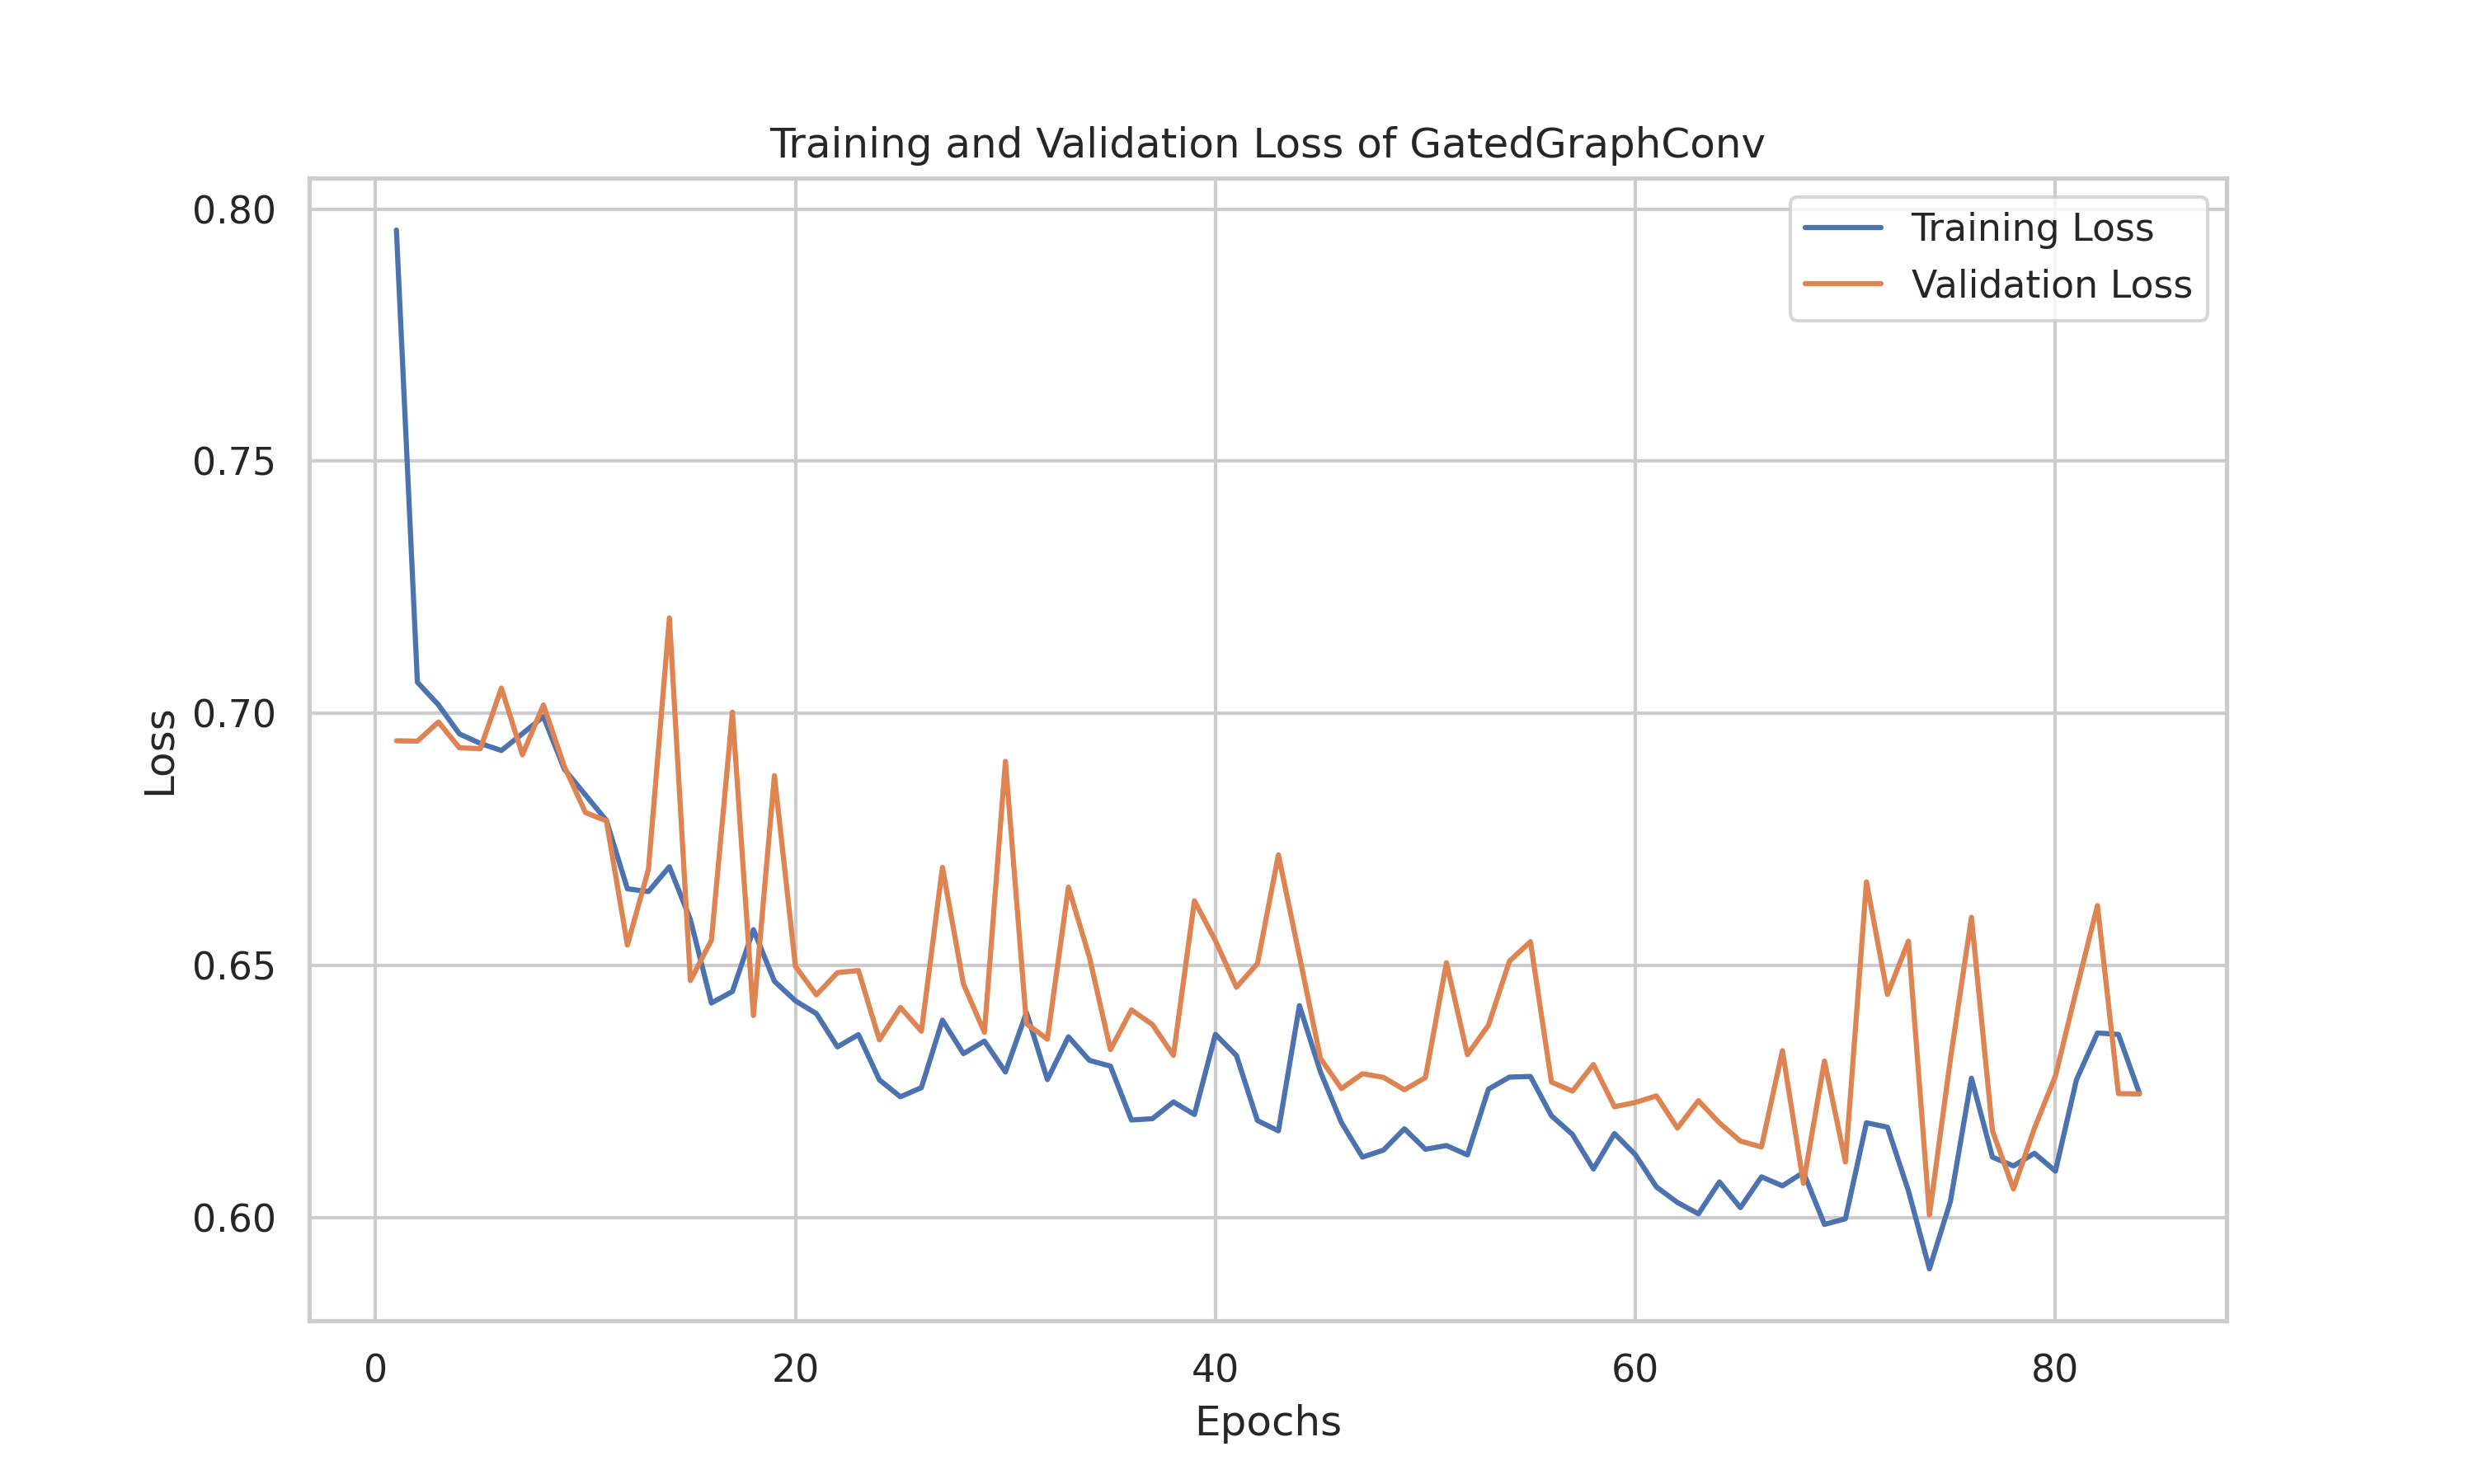 Training and Validation Loss of GatedGraphConv
Training Loss
Validation Loss
Loss
0.80
0.75
0.70
0.65
0.60
0
20
40
60
80
Epochs